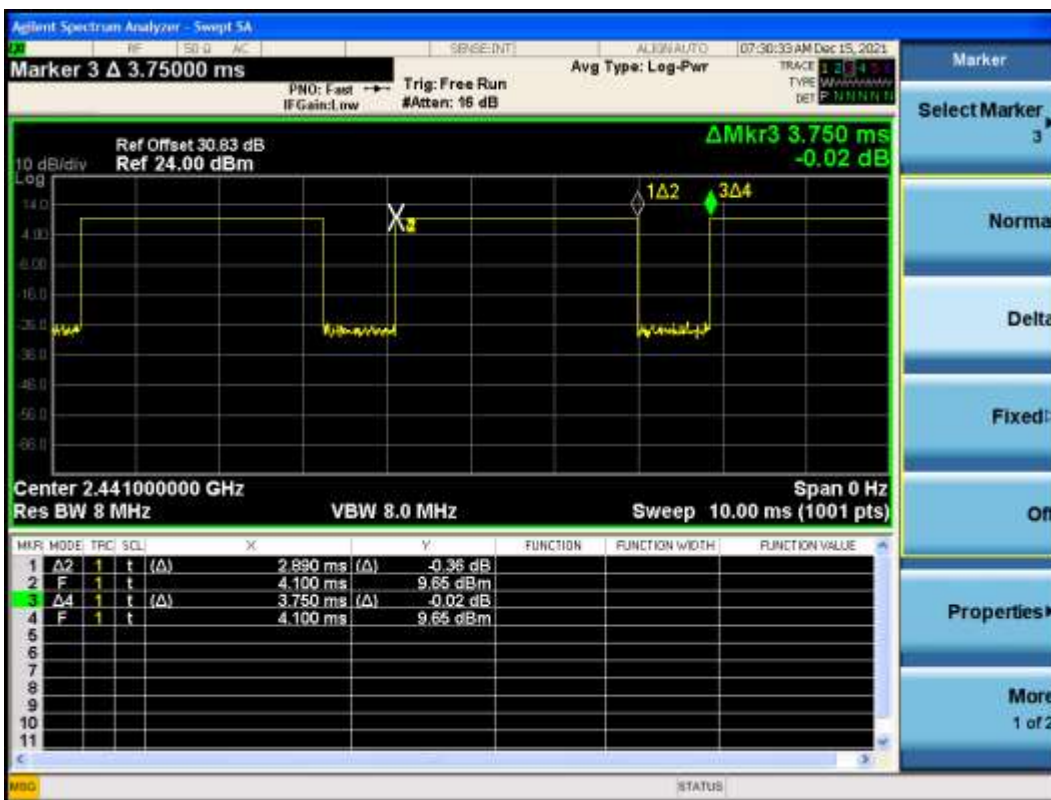 Agilent Spectrum Analyzer - Swept SA
RF 50 Ω AC SENSE:INT ALIGN AUTO 07:30:33 AM Dec 15, 2021
Marker 3 Δ 3.75000 ms
PNO: Fast
IFGain:Low
Trig: Free Run
#Atten: 16 dB
Avg Type: Log-Pwr
TRACE 1 2 3 4 5 6
TYPE
DET P N N N N N
Ref Offset 30.83 dB
Ref 24.00 dBm
10 dB/div
Log
ΔMkr3 3.750 ms
-0.02 dB
14.0
4.00
-6.00
-16.0
-26.0
-36.0
-46.0
-56.0
-66.0
X2
1Δ2
3Δ4
Center 2.441000000 GHz Span 0 Hz
Res BW 8 MHz VBW 8.0 MHz Sweep 10.00 ms (1001 pts)
MKR MODE TRC SCL X Y FUNCTION FUNCTION WIDTH FUNCTION VALUE
1 Δ2 1 t (Δ) 2.890 ms (Δ) -0.36 dB
2 F 1 t 4.100 ms 9.65 dBm
3 Δ4 1 t (Δ) 3.750 ms (Δ) -0.02 dB
4 F 1 t 4.100 ms 9.65 dBm
5
6
7
8
9
10
11
MSG STATUS
Marker
Select Marker
3
Norma
Delta
Fixed
Of
Properties
More
1 of 2